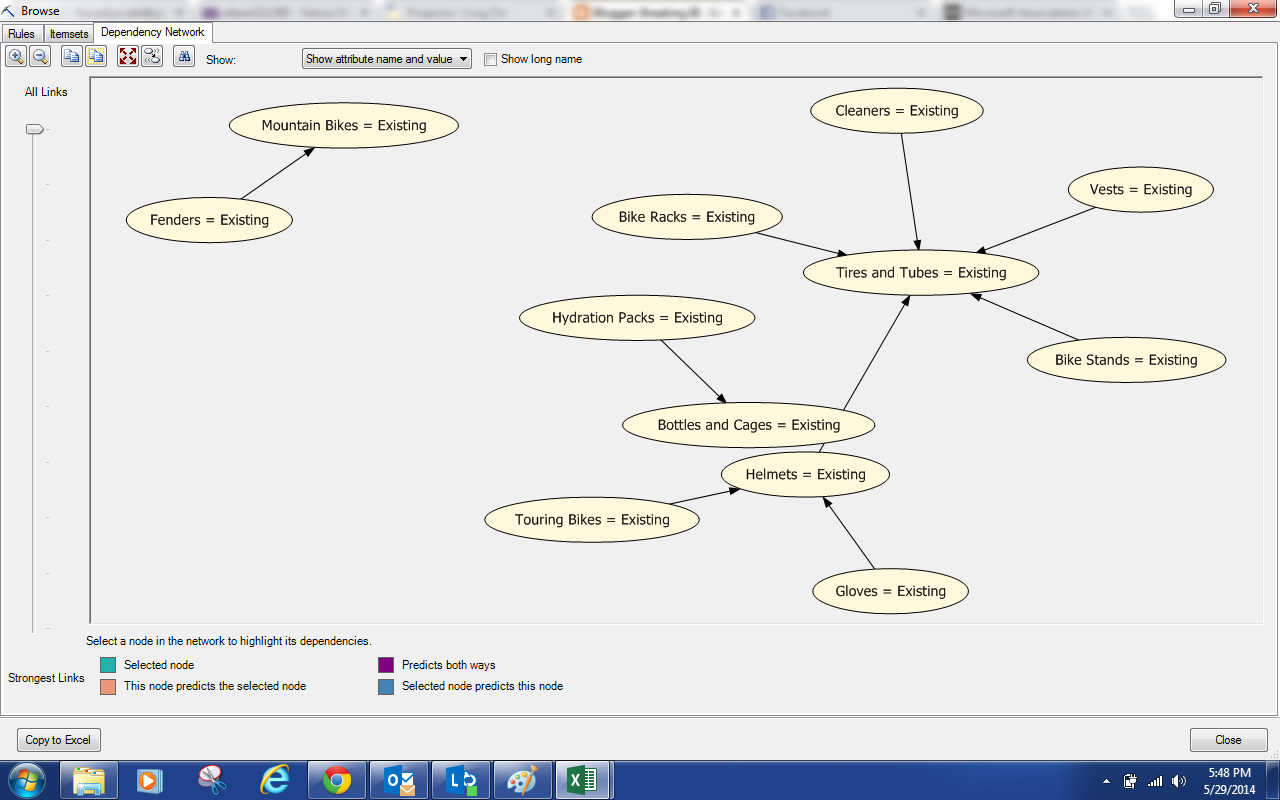 Browse
Rules Itemsets Dependency Network
Show: Show attribute name and value Show long name
All Links
Strongest Links
Mountain Bikes = Existing
Fenders = Existing
Cleaners = Existing
Vests = Existing
Bike Racks = Existing
Tires and Tubes = Existing
Hydration Packs = Existing
Bike Stands = Existing
Bottles and Cages = Existing
Helmets = Existing
Touring Bikes = Existing
Gloves = Existing
Select a node in the network to highlight its dependencies.
Selected node Predicts both ways
This node predicts the selected node Selected node predicts this node
Copy to Excel Close
5:48 PM
5/29/2014